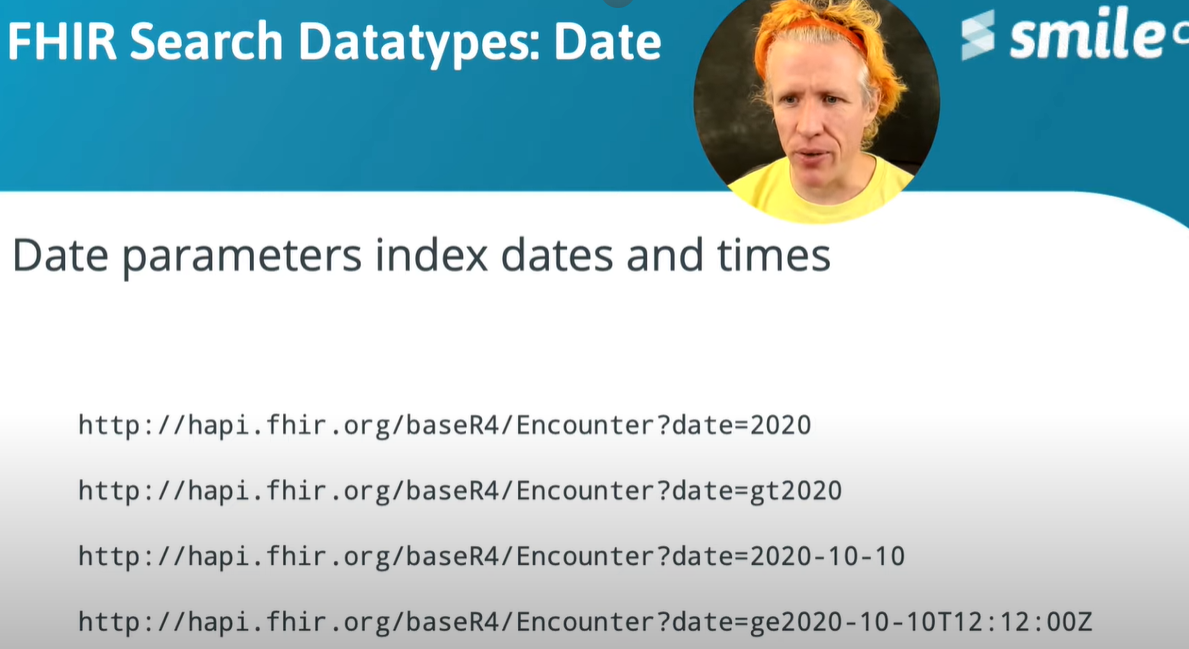 FHIR Search Datatypes: Date
smile
Date parameters index dates and times
http://hapi.fhir.org/baseR4/Encounter?date=2020
http://hapi.fhir.org/baseR4/Encounter?date=gt2020
http://hapi.fhir.org/baseR4/Encounter?date=2020-10-10
http://hapi.fhir.org/baseR4/Encounter?date=ge2020-10-10T12:12:00Z